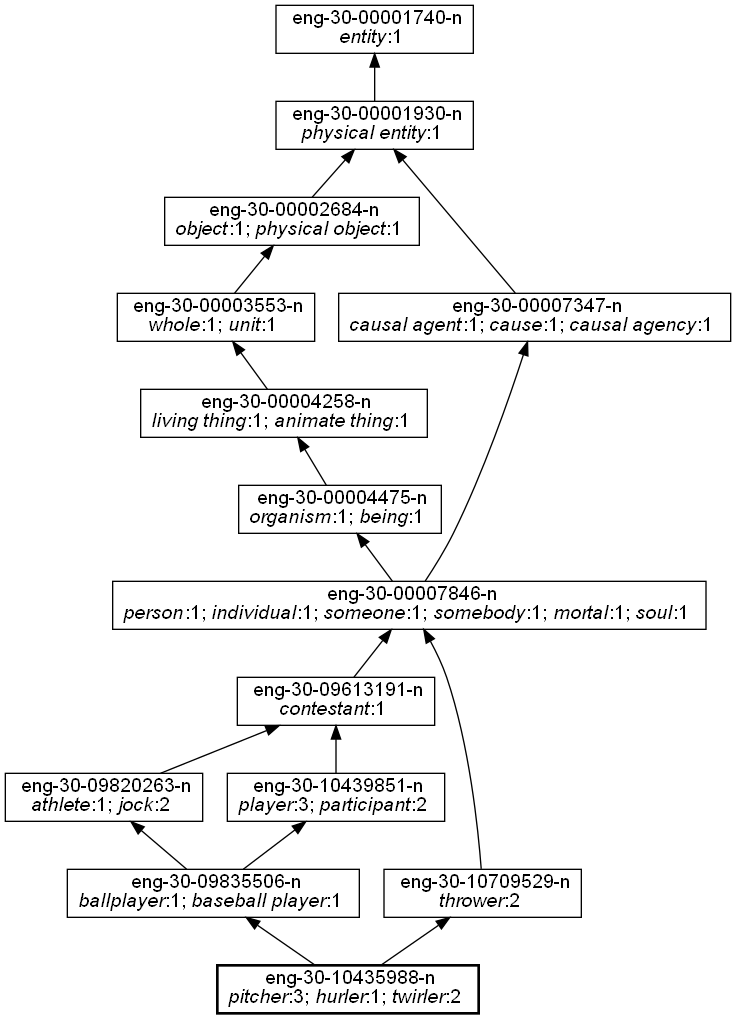 eng-30-00001740-n
entity:1
eng-30-00001930-n
physical entity:1
eng-30-00002684-n
object:1; physical object:1
eng-30-00003553-n
whole:1; unit:1
eng-30-00007347-n
causal agent:1; cause:1; causal agency:1
eng-30-00004258-n
living thing:1; animate thing:1
eng-30-00004475-n
organism:1; being:1
eng-30-00007846-n
person:1; individual:1; someone:1; somebody:1; mortal:1; soul:1
eng-30-09613191-n
contestant:1
eng-30-09820263-n
athlete:1; jock:2
eng-30-10439851-n
player:3; participant:2
eng-30-09835506-n
ballplayer:1; baseball player:1
eng-30-10709529-n
thrower:2
eng-30-10435988-n
pitcher:3; hurler:1; twirler:2